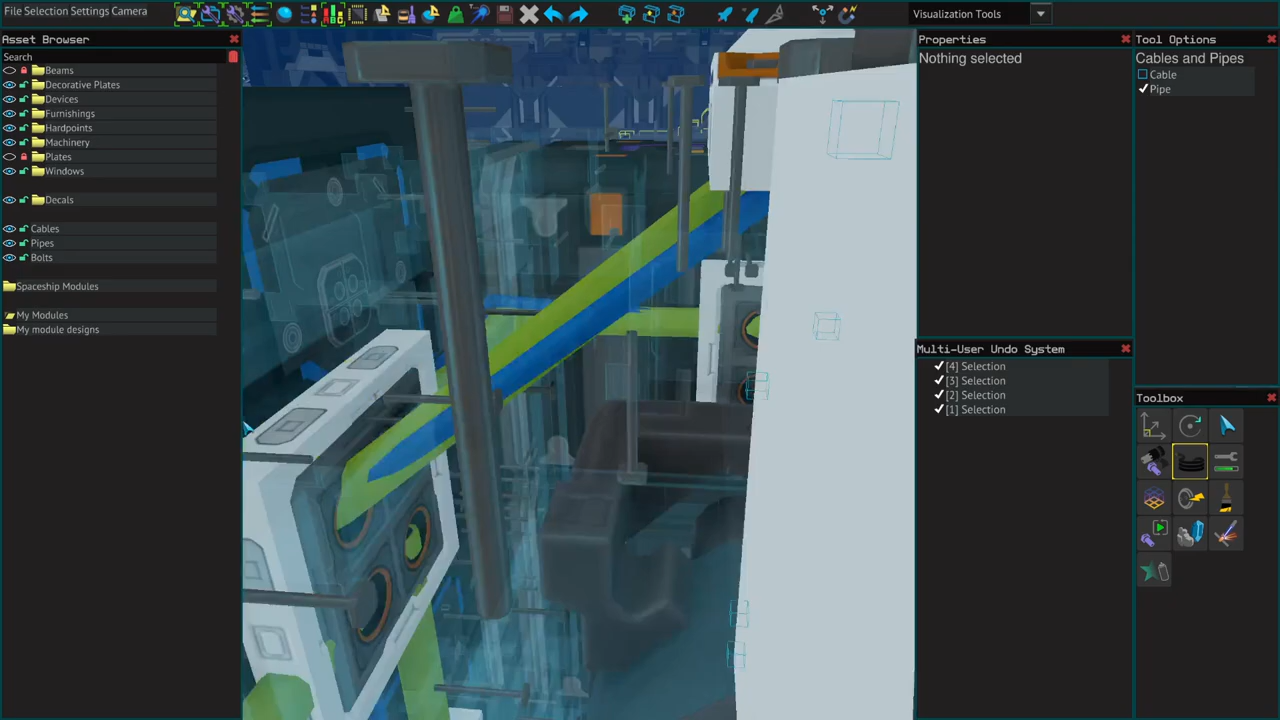 File Selection Settings Camera
Visualization Tools
Asset Browser
Search
Beams
Decorative Plates
Devices
Furnishings
Hardpoints
Machinery
Plates
Windows
Decals
Cables
Pipes
Bolts
Spaceship Modules
My Modules
My module designs
Properties
Nothing selected
Multi-User Undo System
[4] Selection
[3] Selection
[2] Selection
[1] Selection
Tool Options
Cables and Pipes
Cable
Pipe
Toolbox